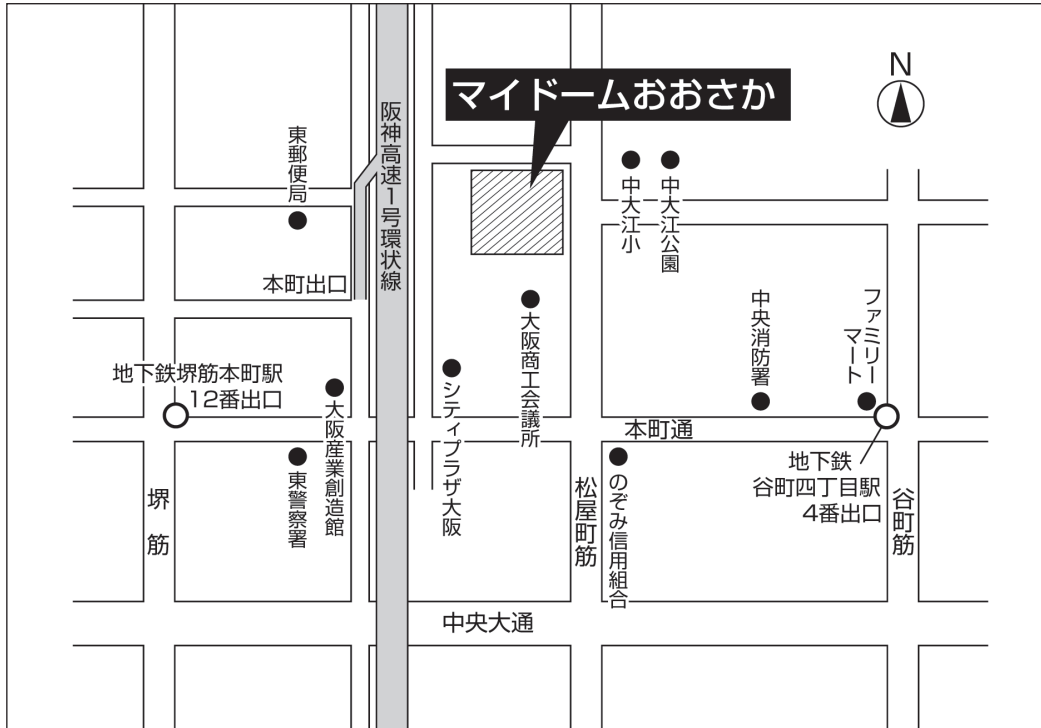 N
マイドームおおさか
阪神高速1号環状線
東郵便局
中大江小
中大江公園
本町出口
大阪商工会議所
中央消防署
ファミリー
マート
地下鉄堺筋本町駅
12番出口
大阪産業創造館
シティプラザ大阪
本町通
地下鉄
谷町四丁目駅
4番出口
東警察署
のぞみ信用組合
堺筋
松屋町筋
谷町筋
中央大通